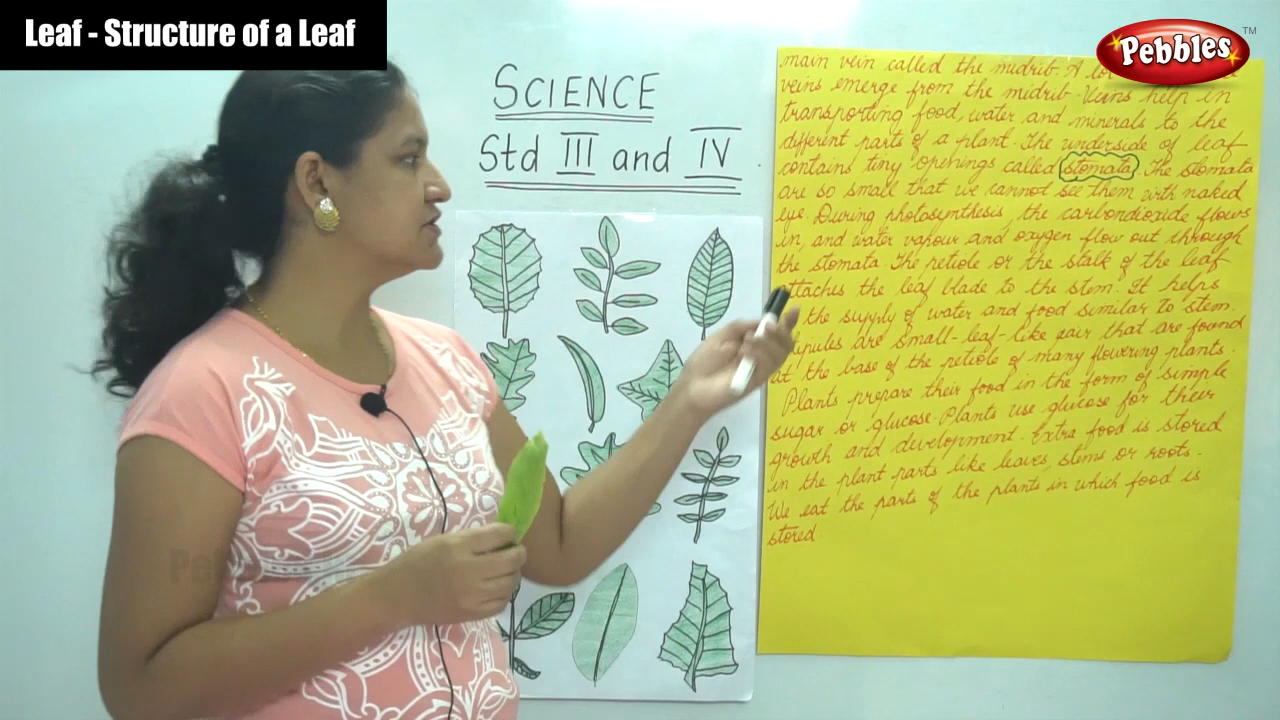 Leaf - Structure of a Leaf
Pebbles
TM
SCIENCE
Std III and IV
main vein called the midrib. A lo
veins emerge from the midrib. Veins help in
transporting food, water and minerals to the
different parts of a plant. The underside of leaf
contains tiny openings called stomata. The stomata
are so small that we cannot see them with naked
eye. During photosynthesis, the carbondioxide flows
in, and water vapour and oxygen flow out through
the stomata. The petiole or the stalk of the leaf
attaches the leaf blade to the stem. It helps
the supply of water and food similar to stem.
ipules are small-leaf-like pair that are found
at the base of the petiole of many flowering plants.
Plants prepare their food in the form of simple
sugar or glucose. Plants use glucose for their
growth and development. Extra food is stored
in the plant parts like leaves, stems or roots.
We eat the parts of the plants in which food is
stored